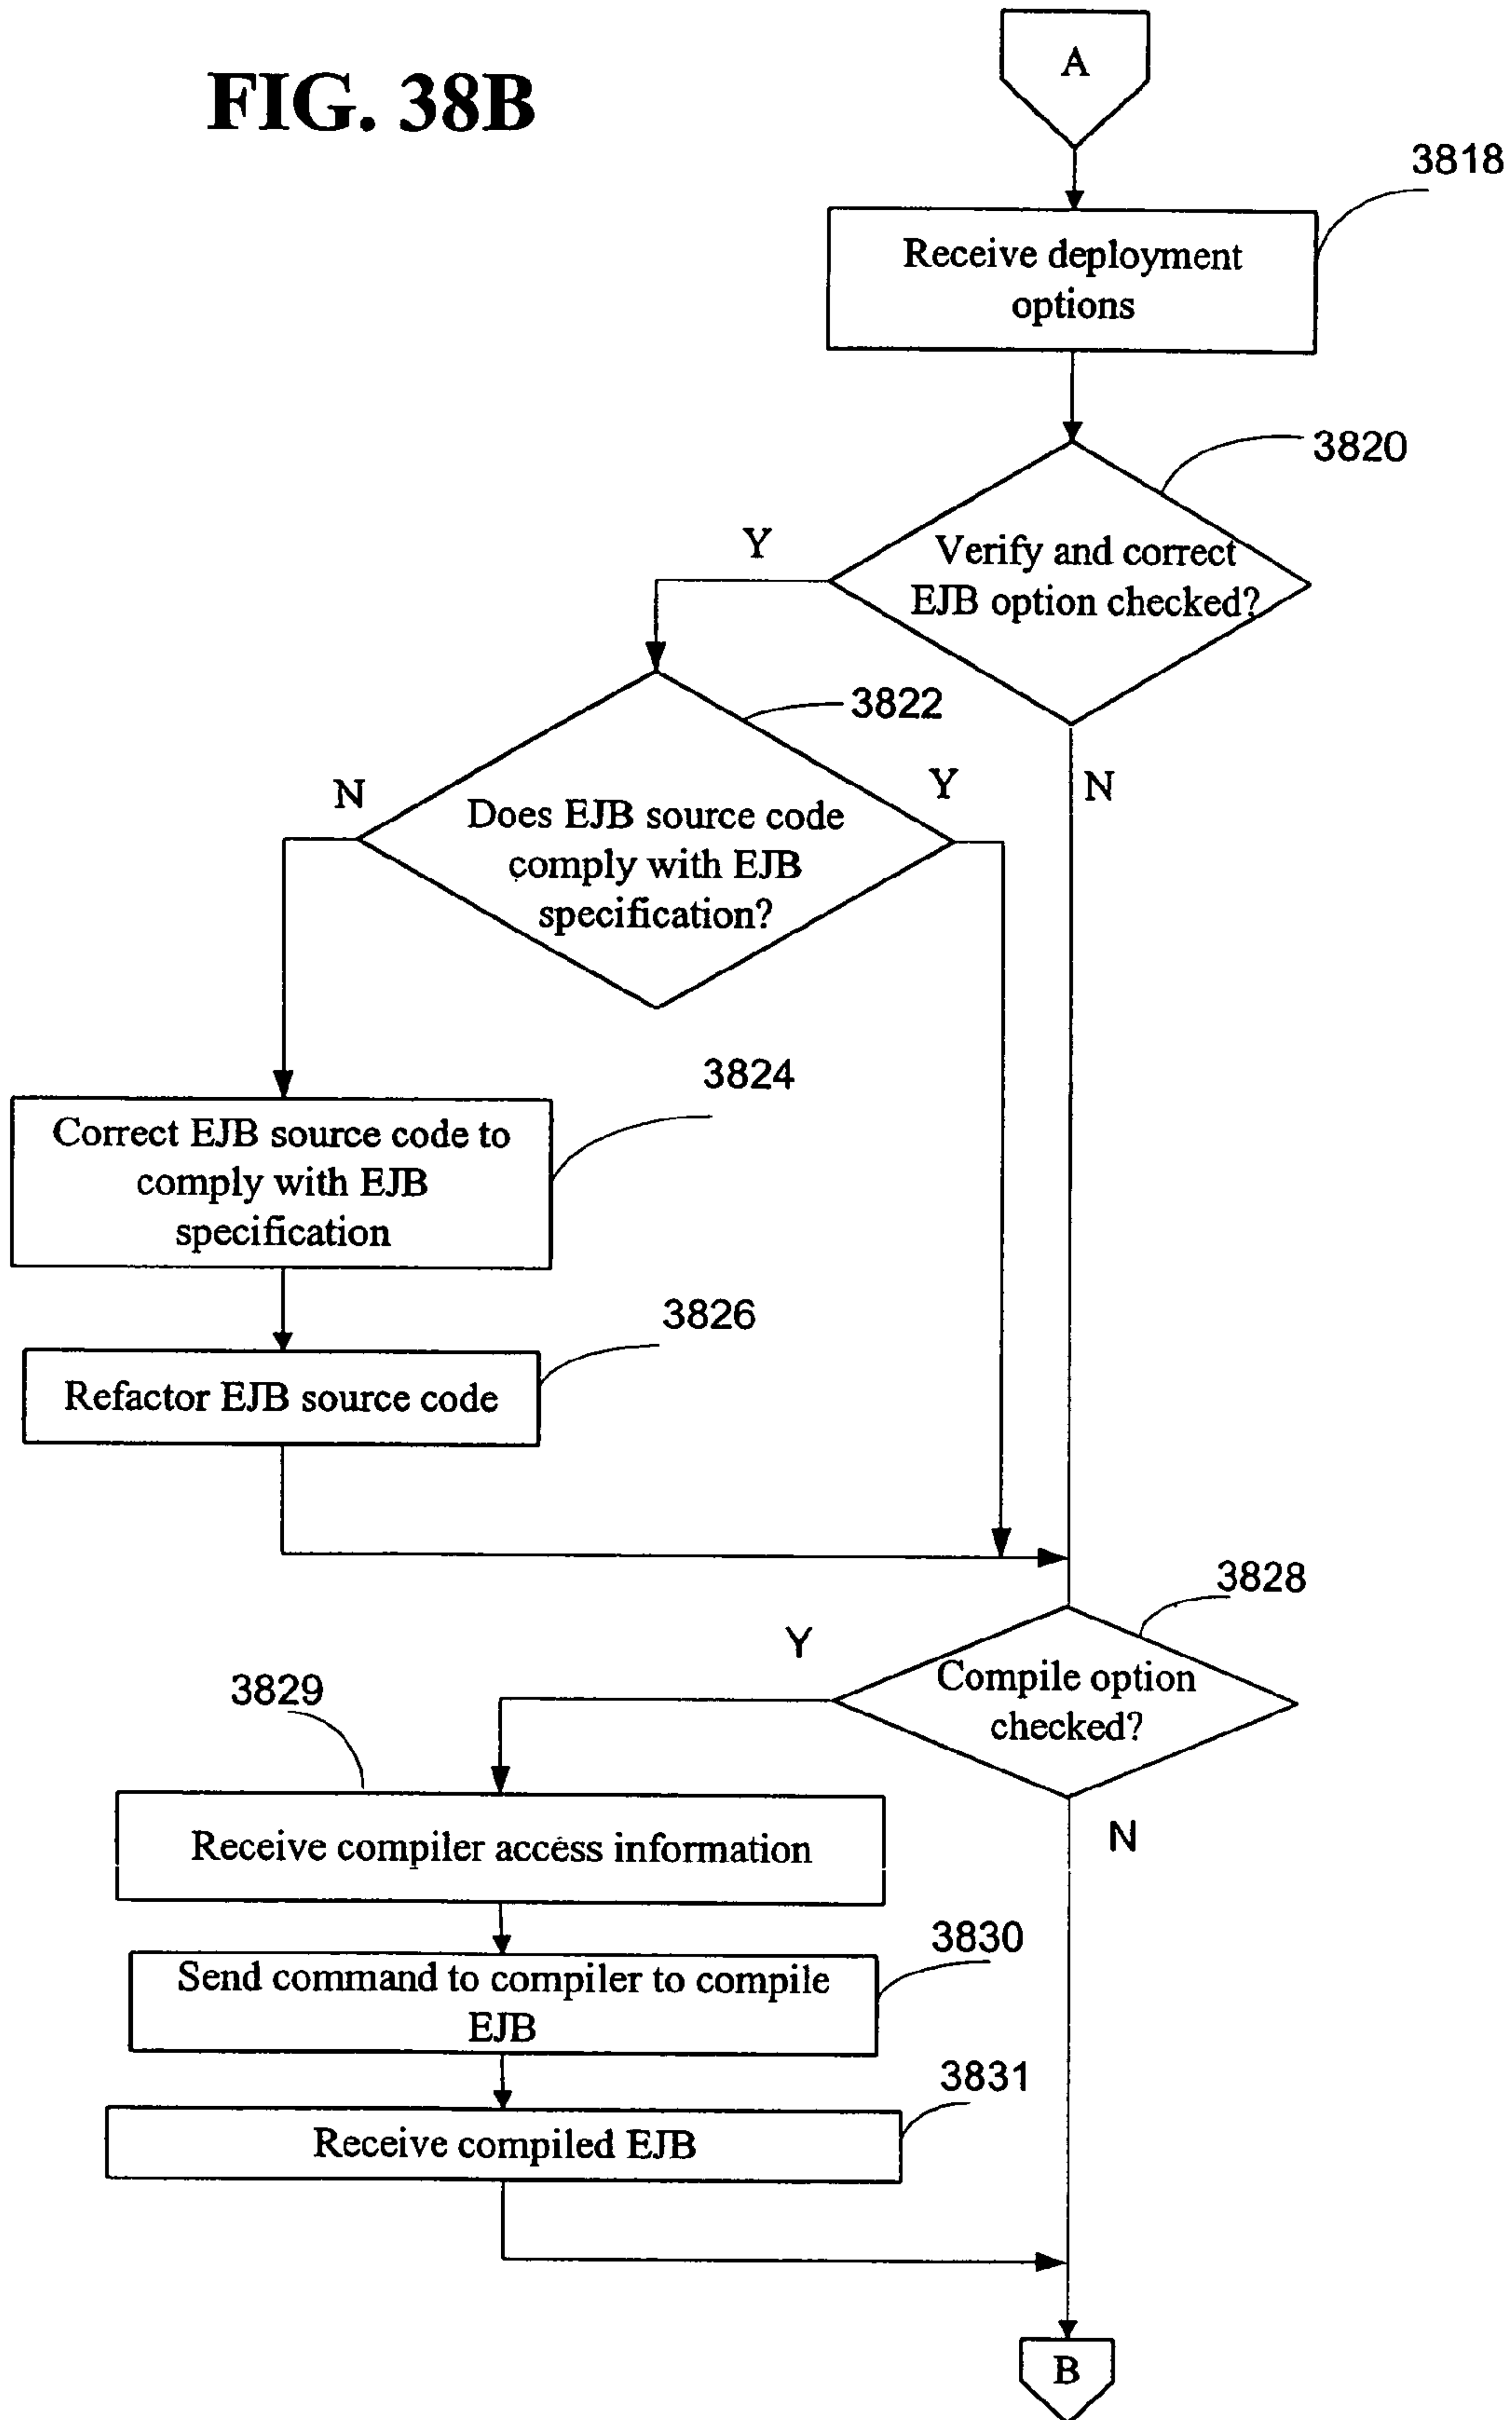 FIG. 38B
A
3818
Receive deployment
options
3820
Y
Verify and correct
EJB option checked?
3822
N
Y
N
Does EJB source code
comply with EJB
specification?
3824
Correct EJB source code to
comply with EJB
specification
3826
Refactor EJB source code
3828
Y
Compile option
checked?
3829
N
Receive compiler access information
3830
Send command to compiler to compile
EJB
3831
Receive compiled EJB
B